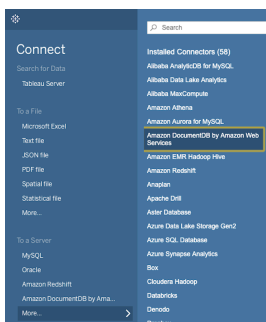 Connect
Search for Data
Tableau Server
To a File
Microsoft Excel
Text file
JSON file
PDF file
Spatial file
Statistical file
More...
To a Server
MySQL
Oracle
Amazon Redshift
Amazon DocumentDB by Ama...
More...
Search
Installed Connectors (58)
Alibaba AnalyticDB for MySQL
Alibaba Data Lake Analytics
Alibaba MaxCompute
Amazon Athena
Amazon Aurora for MySQL
Amazon DocumentDB by Amazon Web
Services
Amazon EMR Hadoop Hive
Amazon Redshift
Anaplan
Apache Drill
Aster Database
Azure Data Lake Storage Gen2
Azure SQL Database
Azure Synapse Analytics
Box
Cloudera Hadoop
Databricks
Denodo